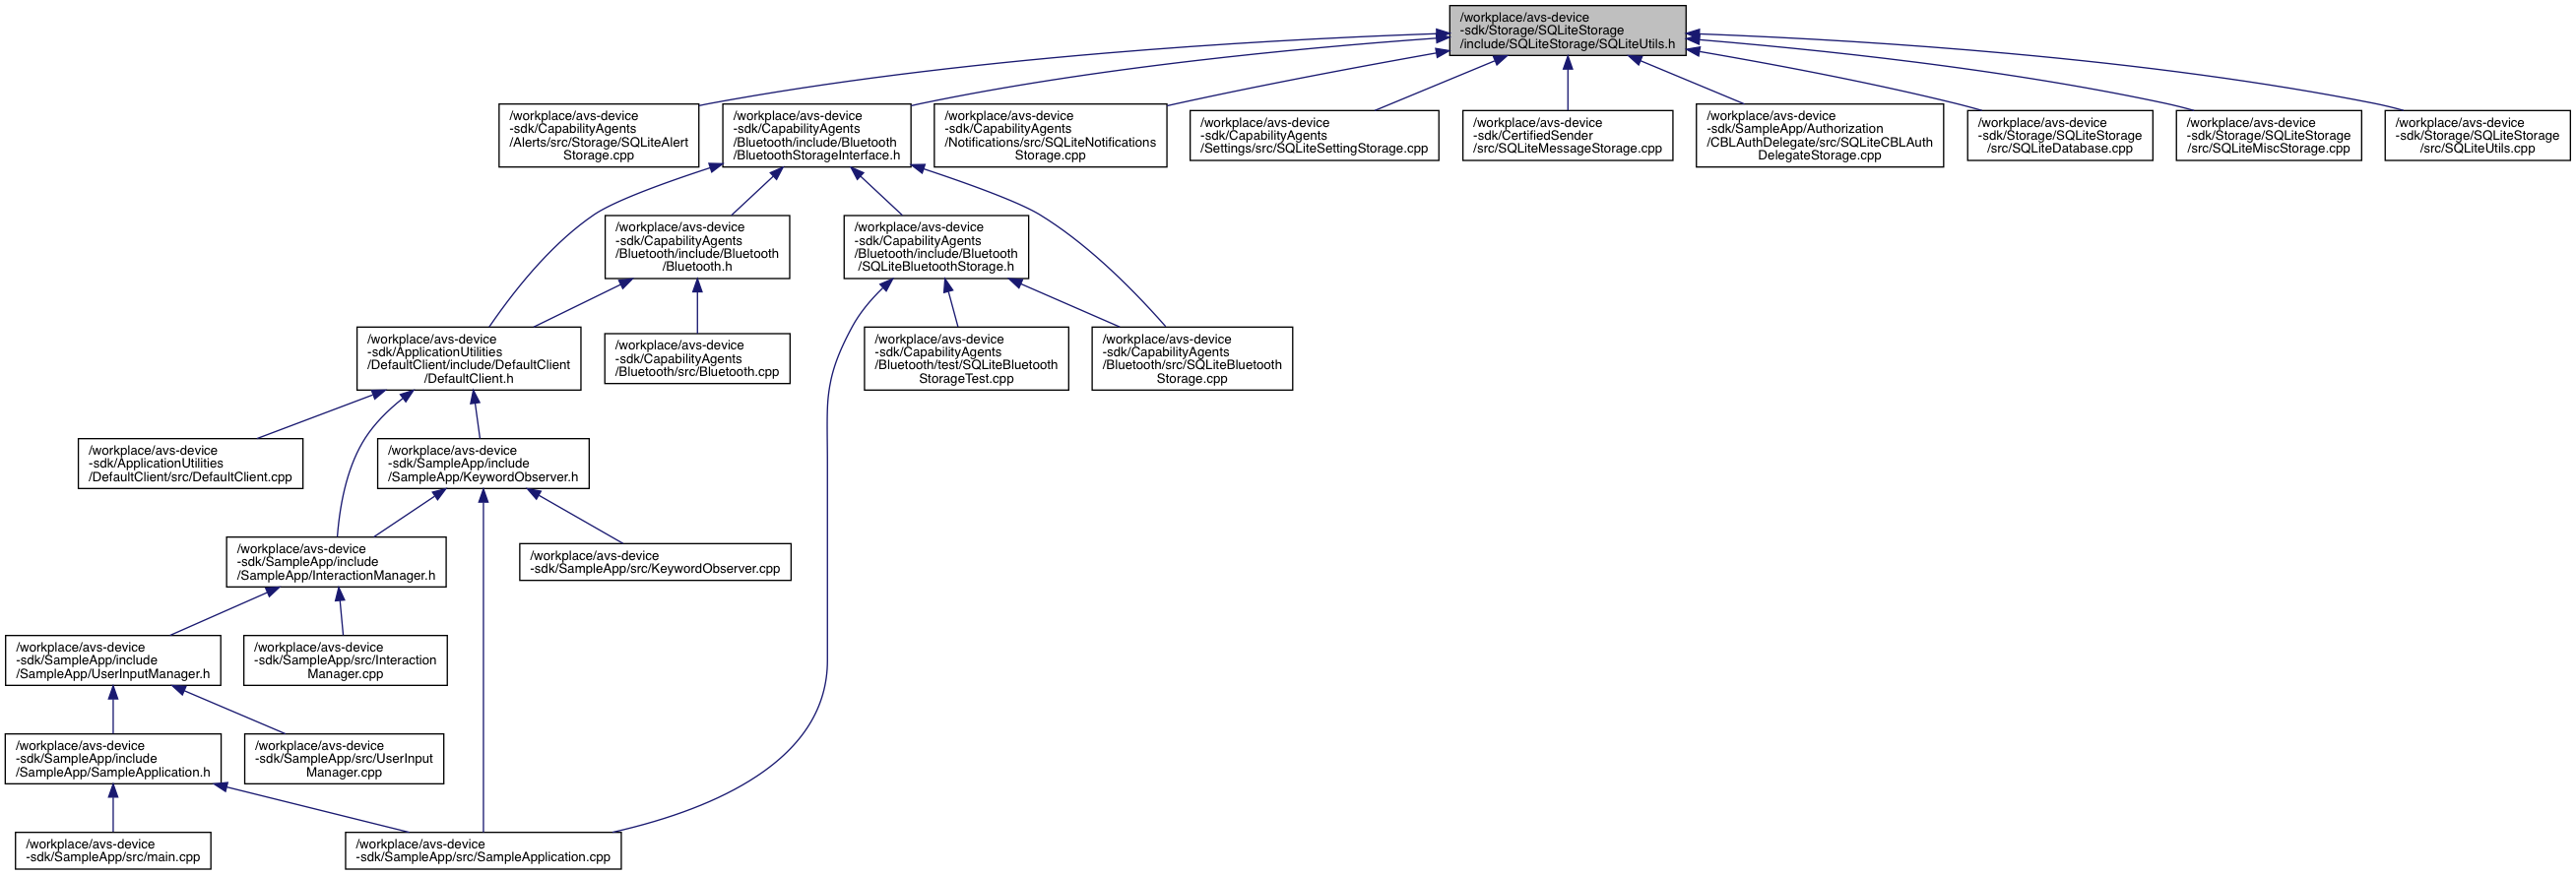 /workplace/avs-device
-sdk/Storage/SQLiteStorage
/include/SQLiteStorage/SQLiteUtils.h
/workplace/avs-device
-sdk/CapabilityAgents
/Alerts/src/Storage/SQLiteAlert
Storage.cpp
/workplace/avs-device
-sdk/CapabilityAgents
/Bluetooth/include/Bluetooth
/BluetoothStorageInterface.h
/workplace/avs-device
-sdk/CapabilityAgents
/Notifications/src/SQLiteNotifications
Storage.cpp
/workplace/avs-device
-sdk/CapabilityAgents
/Settings/src/SQLiteSettingStorage.cpp
/workplace/avs-device
-sdk/CertifiedSender
/src/SQLiteMessageStorage.cpp
/workplace/avs-device
-sdk/SampleApp/Authorization
/CBLAuthDelegate/src/SQLiteCBLAuth
DelegateStorage.cpp
/workplace/avs-device
-sdk/Storage/SQLiteStorage
/src/SQLiteDatabase.cpp
/workplace/avs-device
-sdk/Storage/SQLiteStorage
/src/SQLiteMiscStorage.cpp
/workplace/avs-device
-sdk/Storage/SQLiteStorage
/src/SQLiteUtils.cpp
/workplace/avs-device
-sdk/CapabilityAgents
/Bluetooth/include/Bluetooth
/Bluetooth.h
/workplace/avs-device
-sdk/CapabilityAgents
/Bluetooth/include/Bluetooth
/SQLiteBluetoothStorage.h
/workplace/avs-device
-sdk/ApplicationUtilities
/DefaultClient/include/DefaultClient
/DefaultClient.h
/workplace/avs-device
-sdk/CapabilityAgents
/Bluetooth/src/Bluetooth.cpp
/workplace/avs-device
-sdk/CapabilityAgents
/Bluetooth/test/SQLiteBluetooth
StorageTest.cpp
/workplace/avs-device
-sdk/CapabilityAgents
/Bluetooth/src/SQLiteBluetooth
Storage.cpp
/workplace/avs-device
-sdk/ApplicationUtilities
/DefaultClient/src/DefaultClient.cpp
/workplace/avs-device
-sdk/SampleApp/include
/SampleApp/KeywordObserver.h
/workplace/avs-device
-sdk/SampleApp/include
/SampleApp/InteractionManager.h
/workplace/avs-device
-sdk/SampleApp/src/KeywordObserver.cpp
/workplace/avs-device
-sdk/SampleApp/include
/SampleApp/UserInputManager.h
/workplace/avs-device
-sdk/SampleApp/src/Interaction
Manager.cpp
/workplace/avs-device
-sdk/SampleApp/include
/SampleApp/SampleApplication.h
/workplace/avs-device
-sdk/SampleApp/src/UserInput
Manager.cpp
/workplace/avs-device
-sdk/SampleApp/src/main.cpp
/workplace/avs-device
-sdk/SampleApp/src/SampleApplication.cpp